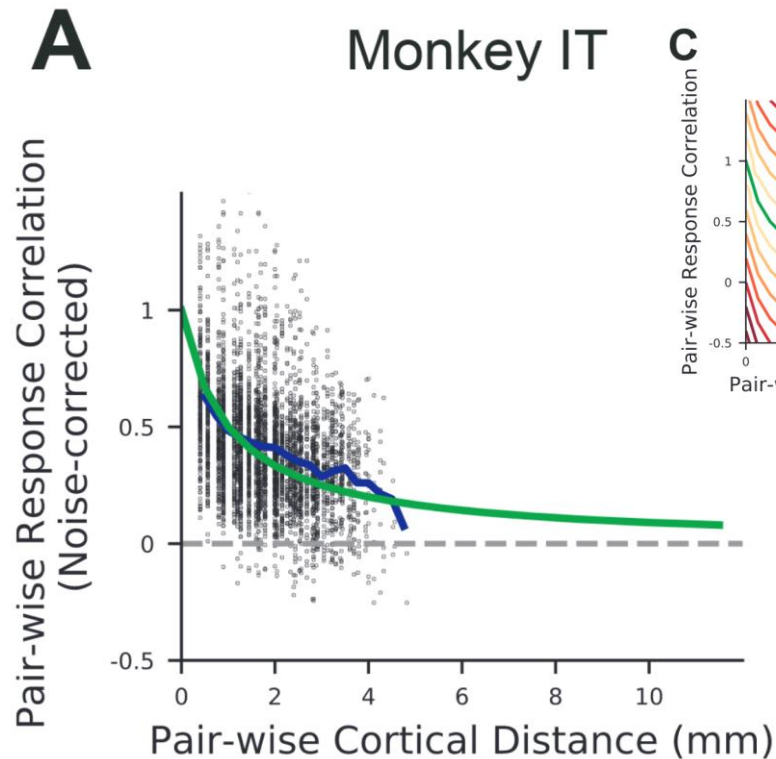 A
Monkey IT
Pair-wise Response Correlation
(Noise-corrected)
1
0.5
0
-0.5
0 2 4 6 8 10
Pair-wise Cortical Distance (mm)
C
Pair-wise Response Correlation
1
0.5
0
-0.5
0